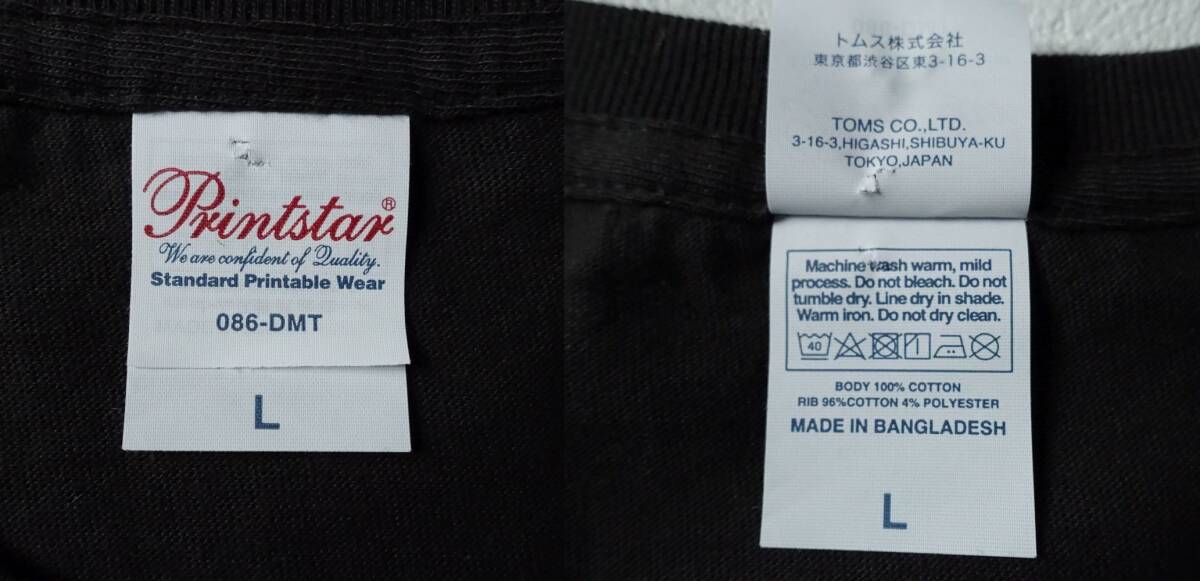 Printstar®
We are confident of Quality.
Standard Printable Wear
086-DMT
L
トムス株式会社
東京都渋谷区東3-16-3
TOMS CO.,LTD.
3-16-3,HIGASHI,SHIBUYA-KU
TOKYO,JAPAN
Machine wash warm, mild
process. Do not bleach. Do not
tumble dry. Line dry in shade.
Warm iron. Do not dry clean.
40
BODY 100% COTTON
RIB 96%COTTON 4% POLYESTER
MADE IN BANGLADESH
L